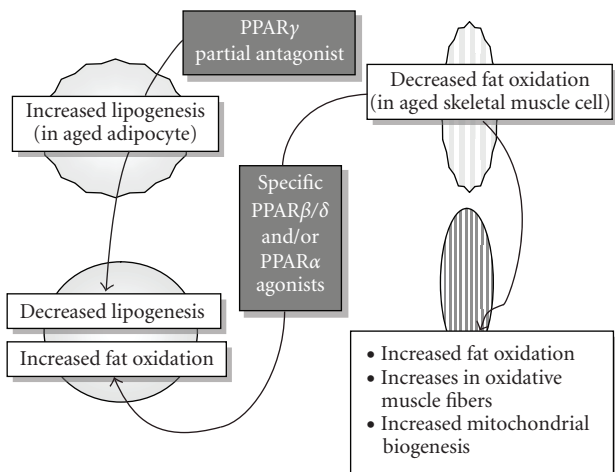 PPARγ
partial antagonist
Increased lipogenesis
(in aged adipocyte)
Decreased fat oxidation
(in aged skeletal muscle cell)
Specific
PPARβ/δ
and/or
PPARα
agonists
Decreased lipogenesis
Increased fat oxidation
• Increased fat oxidation
• Increases in oxidative
muscle fibers
• Increased mitochondrial
biogenesis